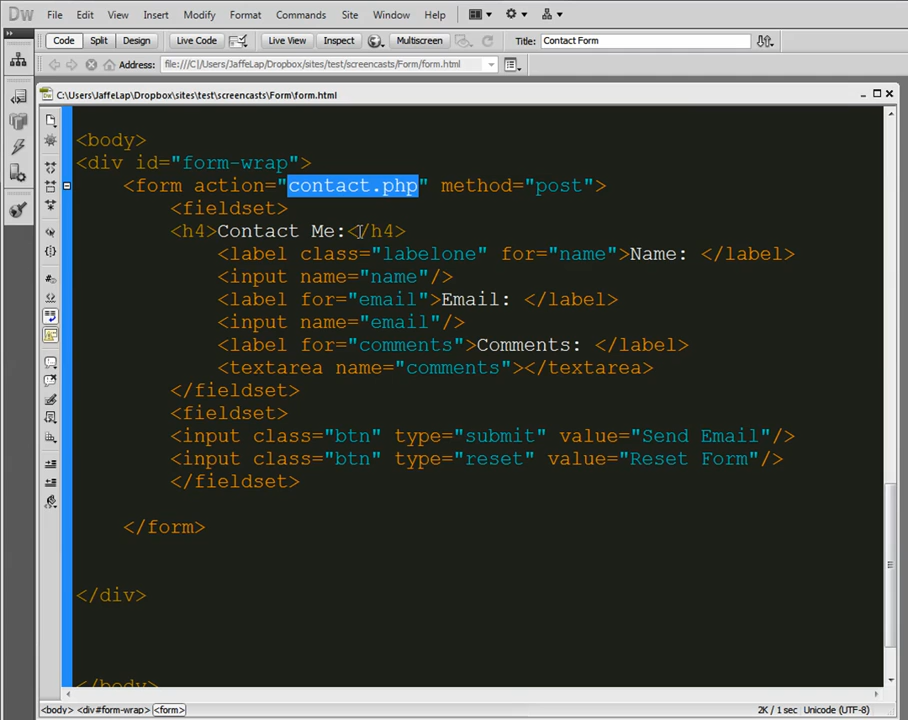 Dw File Edit View Insert Modify Format Commands Site Window Help
Code Split Design Live Code Live View Inspect Multiscreen Title: Contact Form
Address: file:///C|/Users/JaffeLap/Dropbox/sites/test/screencasts/Form/form.html
C:\Users\JaffeLap\Dropbox\sites\test\screencasts\Form\form.html
<body>
<div id="form-wrap">
<form action="contact.php" method="post">
<fieldset>
<h4>Contact Me:</h4>
<label class="labelone" for="name">Name: </label>
<input name="name"/>
<label for="email">Email: </label>
<input name="email"/>
<label for="comments">Comments: </label>
<textarea name="comments"></textarea>
</fieldset>
<fieldset>
<input class="btn" type="submit" value="Send Email"/>
<input class="btn" type="reset" value="Reset Form"/>
</fieldset>
</form>
</div>
</body>
<body> <div#form-wrap> <form> 2K / 1 sec Unicode (UTF-8)